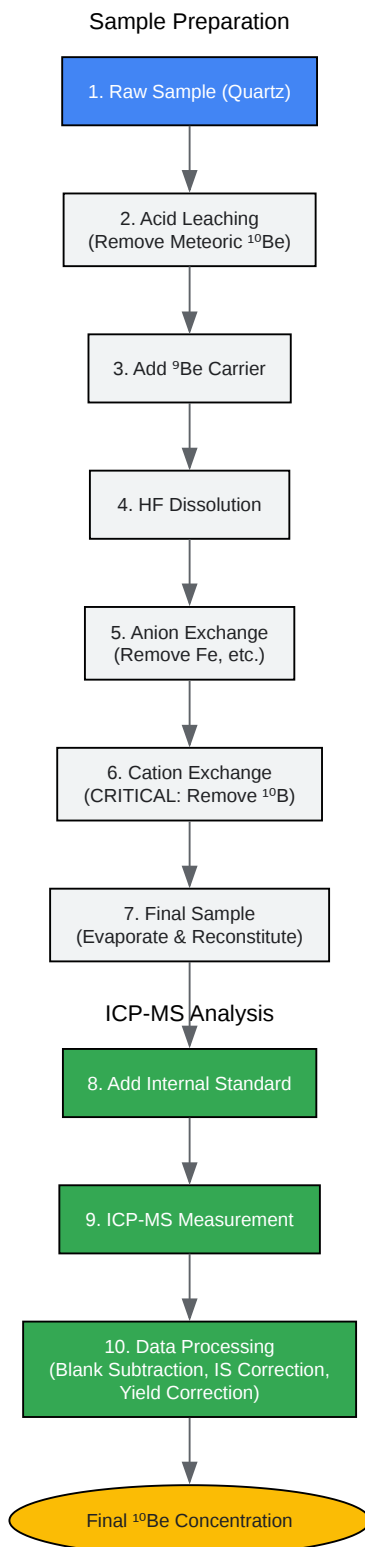 Sample Preparation
1. Raw Sample (Quartz)
2. Acid Leaching
(Remove Meteoric ¹⁰Be)
3. Add ⁹Be Carrier
4. HF Dissolution
5. Anion Exchange
(Remove Fe, etc.)
6. Cation Exchange
(CRITICAL: Remove ¹⁰B)
7. Final Sample
(Evaporate & Reconstitute)
ICP-MS Analysis
8. Add Internal Standard
9. ICP-MS Measurement
10. Data Processing
(Blank Subtraction, IS Correction,
Yield Correction)
Final ¹⁰Be Concentration